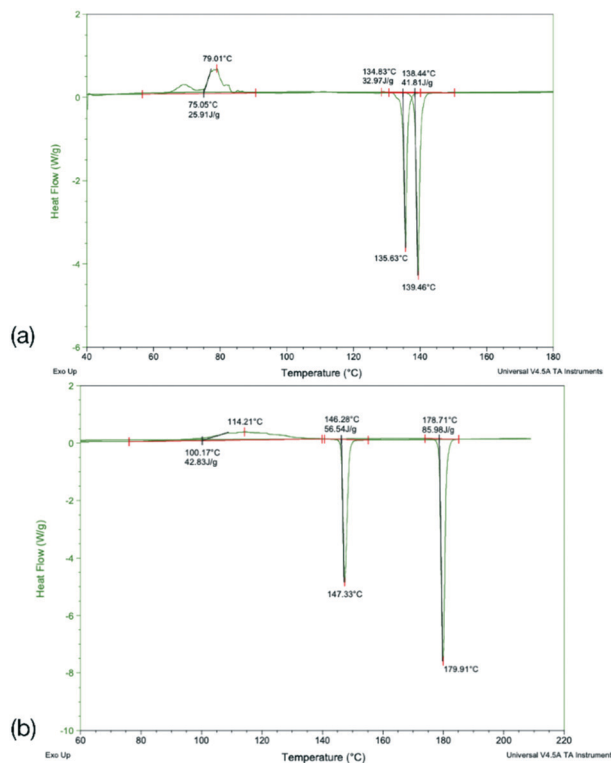 2
79.01°C
134.83°C 138.44°C
32.97J/g 41.81J/g
0
75.05°C
25.91J/g
-2
Heat Flow (W/g)
135.63°C
-4
139.46°C
(a)
-6
40 60 80 100 120 140 160 180
Exo Up Temperature (°C) Universal V4.5A TA Instruments
2
114.21°C 146.28°C 178.71°C
56.54J/g 85.98J/g
0
100.17°C
42.83J/g
-2
Heat Flow (W/g)
-4
147.33°C
-6
-8
179.91°C
(b)
-10
60 80 100 120 140 160 180 200 220
Exo Up Temperature (°C) Universal V4.5A TA Instruments